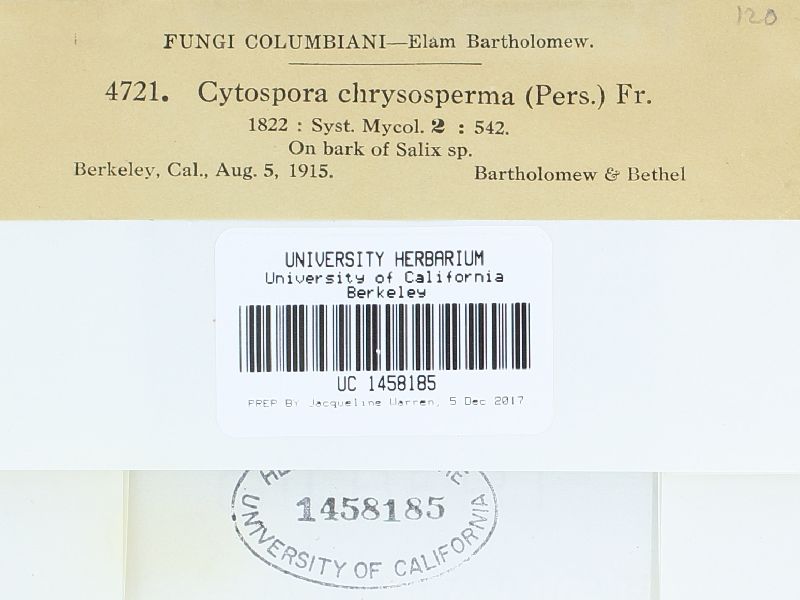 120
FUNGI COLUMBIANI—Elam Bartholomew.
4721. Cytospora chrysosperma (Pers.) Fr.
1822 : Syst. Mycol. 2 : 542.
On bark of Salix sp.
Berkeley, Cal., Aug. 5, 1915. Bartholomew & Bethel
UNIVERSITY HERBARIUM
University of California
Berkeley
UC 1458185
PREP BY Jacqueline Warren, 5 Dec 2017
1458185
UNIVERSITY OF CALIFORNIA